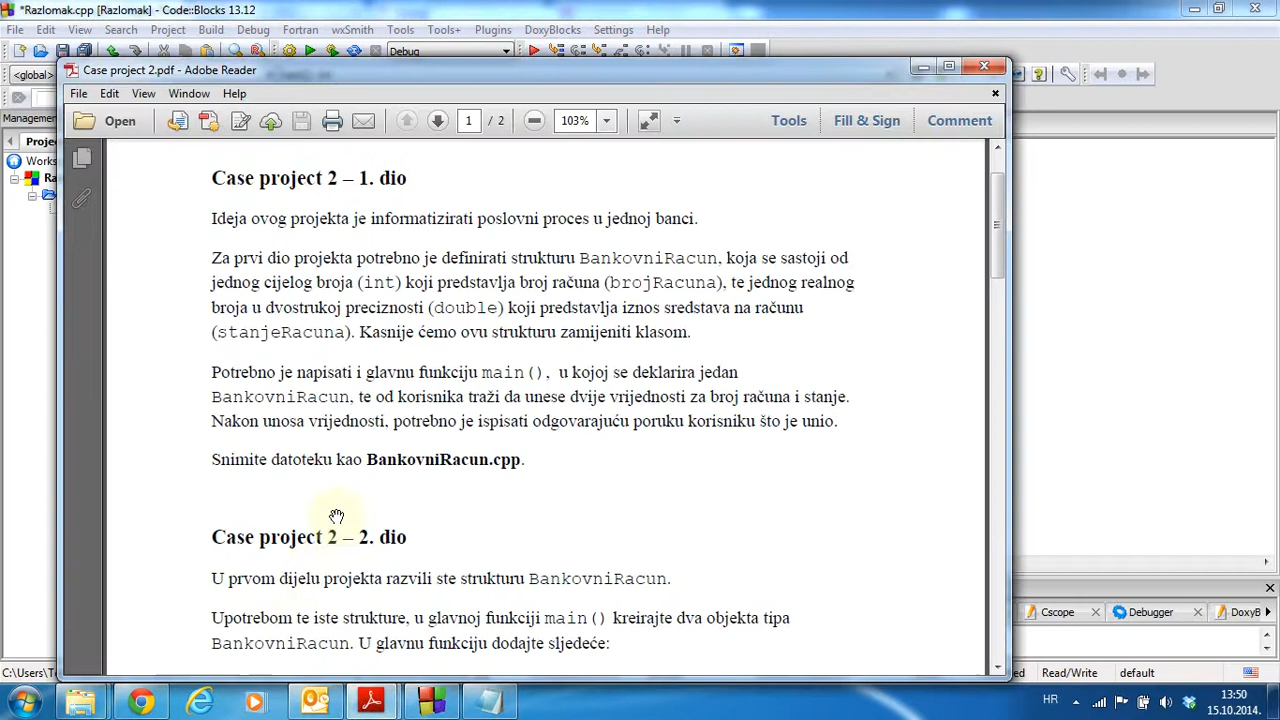 *Razlomak.cpp [Razlomak] - Code::Blocks 13.12
File Edit View Search Project Build Debug Fortran wxSmith Tools Tools+ Plugins DoxyBlocks Settings Help
Debug
<global>
Case project 2.pdf - Adobe Reader
File Edit View Window Help
Open 1 / 2 103% Tools Fill & Sign Comment
Management
Projec
Works
Ra
Case project 2 – 1. dio
Ideja ovog projekta je informatizirati poslovni proces u jednoj banci.
Za prvi dio projekta potrebno je definirati strukturu BankovniRacun, koja se sastoji od
jednog cijelog broja (int) koji predstavlja broj računa (brojRacuna), te jednog realnog
broja u dvostrukoj preciznosti (double) koji predstavlja iznos sredstava na računu
(stanjeRacuna). Kasnije ćemo ovu strukturu zamijeniti klasom.
Potrebno je napisati i glavnu funkciju main(), u kojoj se deklarira jedan
BankovniRacun, te od korisnika traži da unese dvije vrijednosti za broj računa i stanje.
Nakon unosa vrijednosti, potrebno je ispisati odgovarajuću poruku korisniku što je unio.
Snimite datoteku kao BankovniRacun.cpp.
Case project 2 – 2. dio
U prvom dijelu projekta razvili ste strukturu BankovniRacun.
Upotrebom te iste strukture, u glavnoj funkciji main() kreirajte dva objekta tipa
BankovniRacun. U glavnu funkciju dodajte sljedeće:
Cscope Debugger DoxyB
C:\Users\T
ed Read/Write default
HR 13:50
15.10.2014.